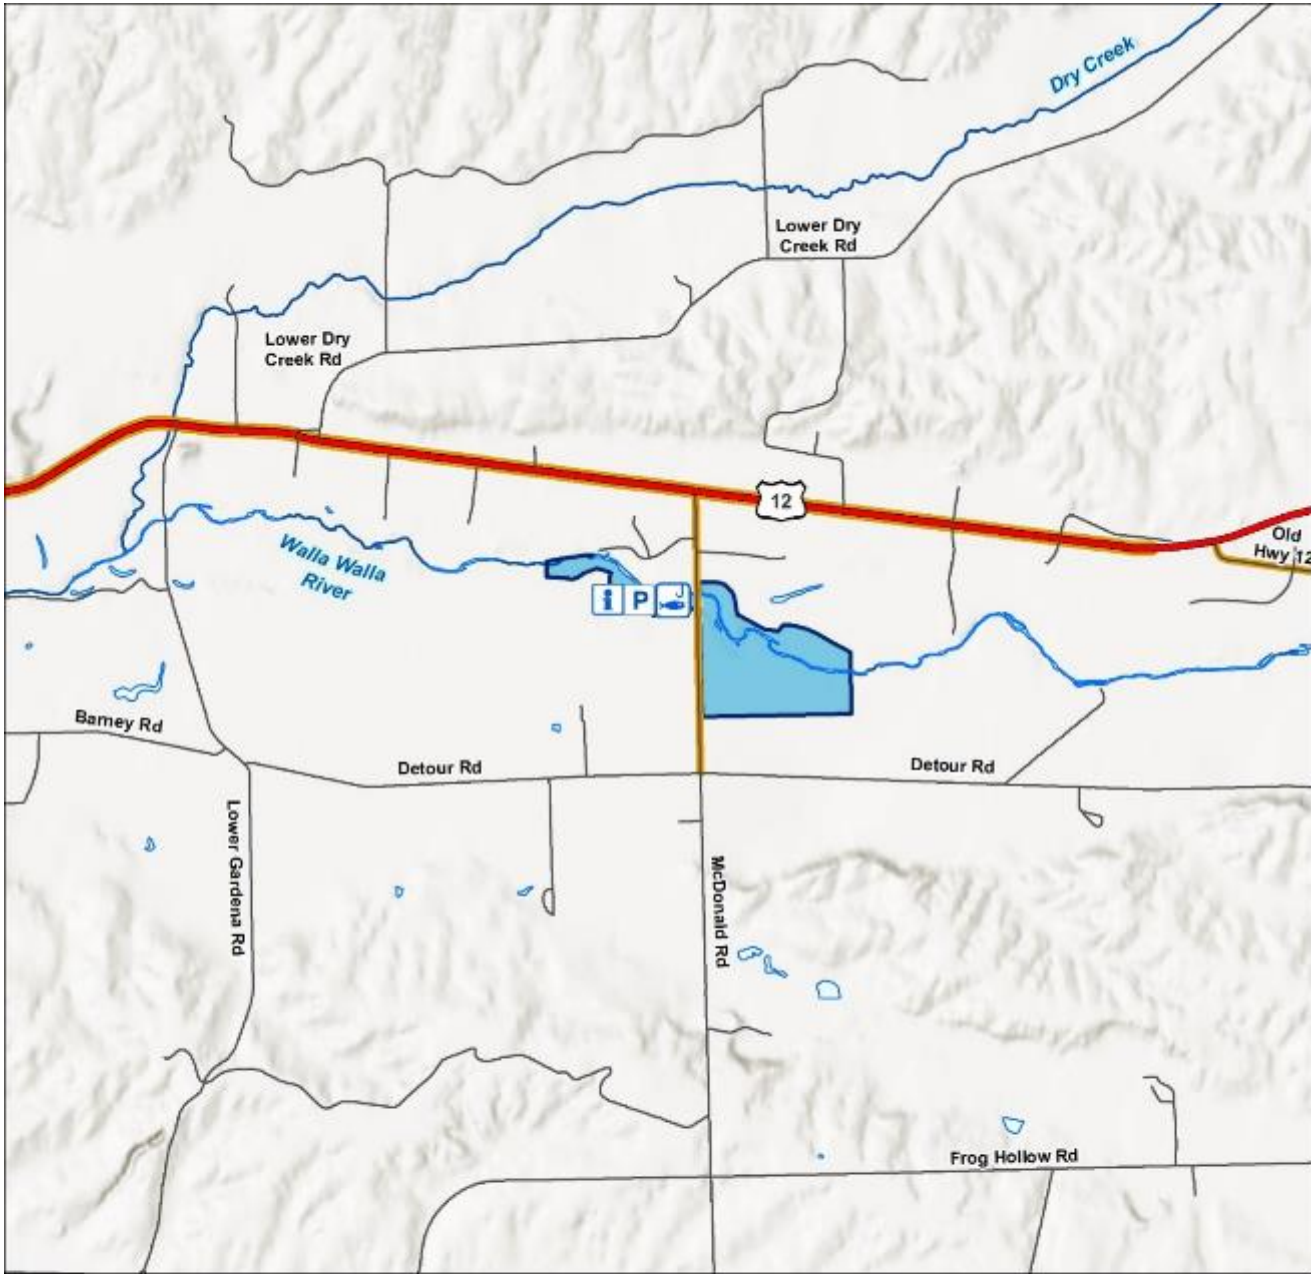 Dry Creek
Lower Dry
Creek Rd
Lower Dry
Creek Rd
12
Old
Hwy 12
Walla Walla
River
i P
Barney Rd
Detour Rd
Detour Rd
Lower Gardena Rd
McDonald Rd
Frog Hollow Rd